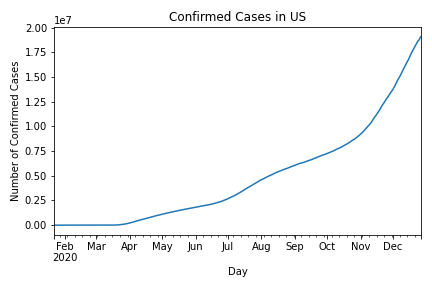 Confirmed Cases in US
1e7
2.00
1.75
1.50
1.25
1.00
0.75
0.50
0.25
0.00
Number of Confirmed Cases
Feb Mar Apr May Jun Jul Aug Sep Oct Nov Dec
2020
Day